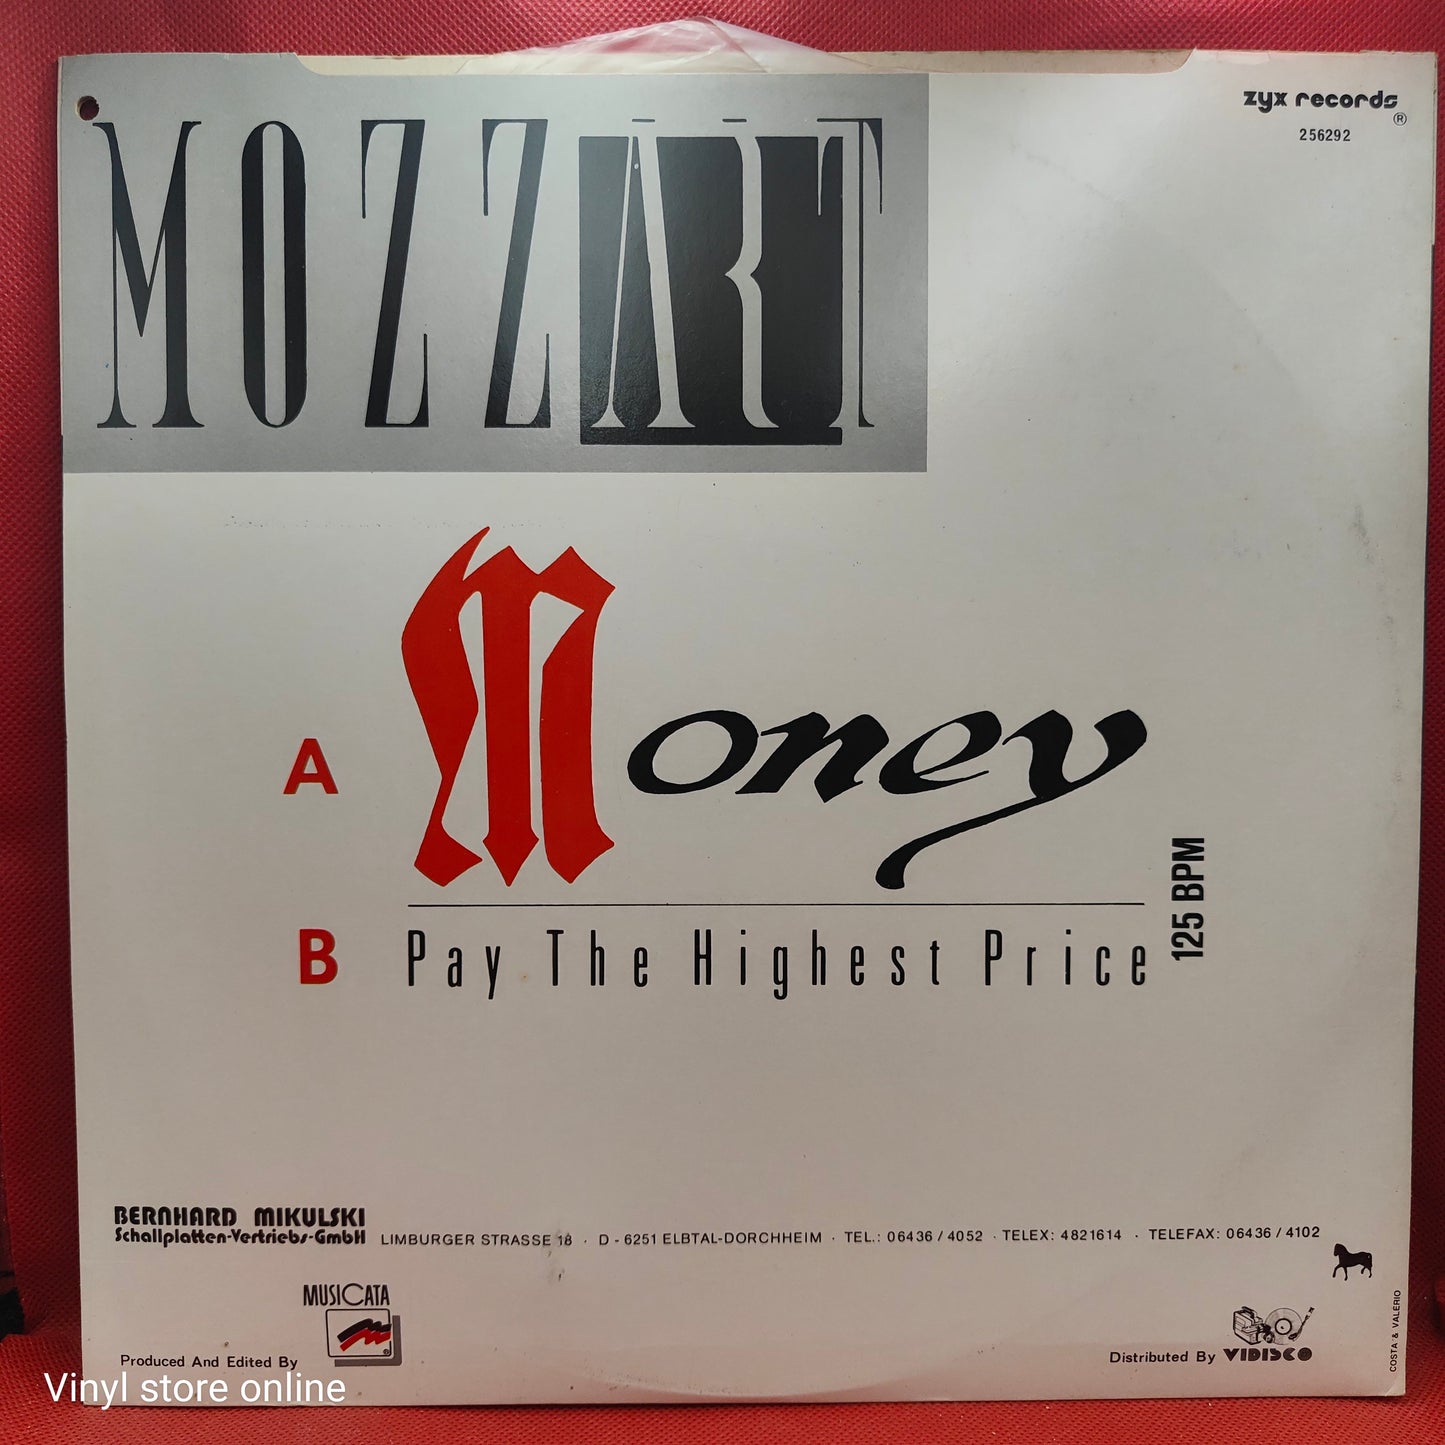 MOZZART
zyx records
®
256292
A Money
B Pay The Highest Price
125 BPM
BERNHARD MIKULSKI
Schallplatten-Vertriebs-GmbH LIMBURGER STRASSE 18 · D - 6251 ELBTAL-DORCHHEIM · TEL.: 06436 / 4052 · TELEX: 4821614 · TELEFAX: 06436 / 4102
MUSICATA
Produced And Edited By
Distributed By VIDISCO
COSTA & VALÉRIO
Vinyl store online